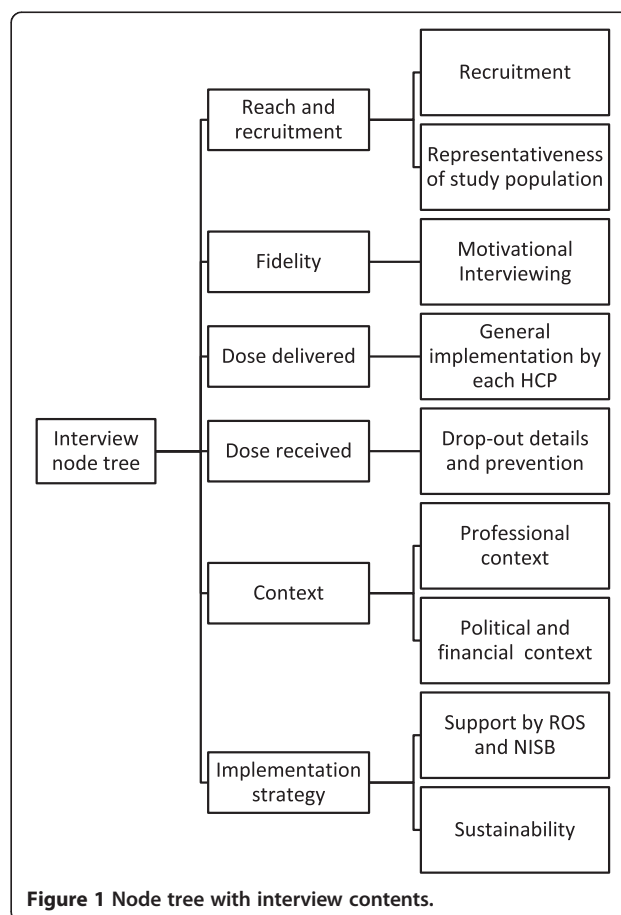 Interview
node tree
Reach and
recruitment
Recruitment
Representativeness
of study population
Fidelity
Motivational
Interviewing
Dose delivered
General
implementation by
each HCP
Dose received
Drop-out details
and prevention
Context
Professional
context
Political and
financial context
Implementation
strategy
Support by ROS
and NISB
Sustainability
Figure 1 Node tree with interview contents.